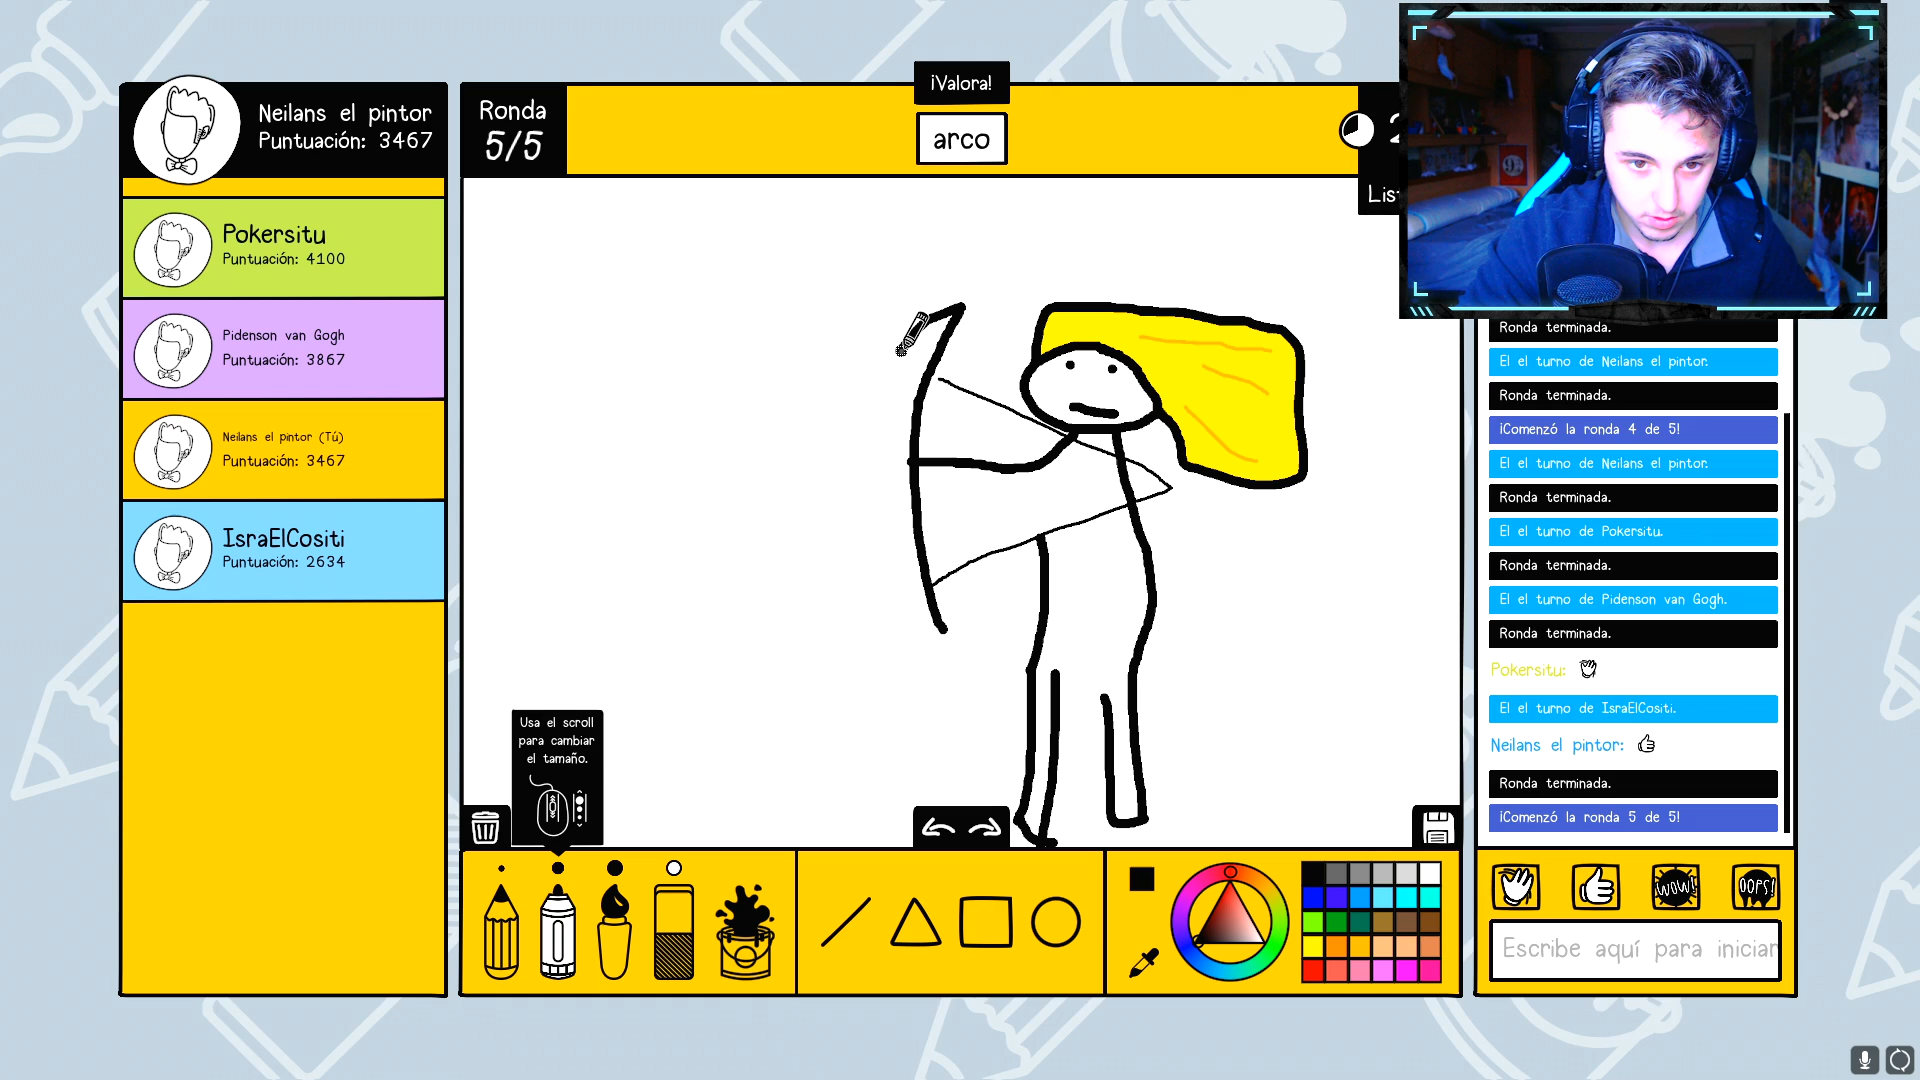 Neilans el pintor
Puntuación: 3467
Pokersitu
Puntuación: 4100
Pidenson van Gogh
Puntuación: 3867
Neilans el pintor (Tú)
Puntuación: 3467
IsraElCositi
Puntuación: 2634
Ronda
5/5
¡Valora!
arco
2
Lis
Usa el scroll
para cambiar
el tamaño.
Ronda terminada.
El el turno de Neilans el pintor.
Ronda terminada.
¡Comenzó la ronda 4 de 5!
El el turno de Neilans el pintor.
Ronda terminada.
El el turno de Pokersitu.
Ronda terminada.
El el turno de Pidenson van Gogh.
Ronda terminada.
Pokersitu:
El el turno de IsraElCositi.
Neilans el pintor:
Ronda terminada.
¡Comenzó la ronda 5 de 5!
WOW!
OOPS!
Escribe aquí para iniciar